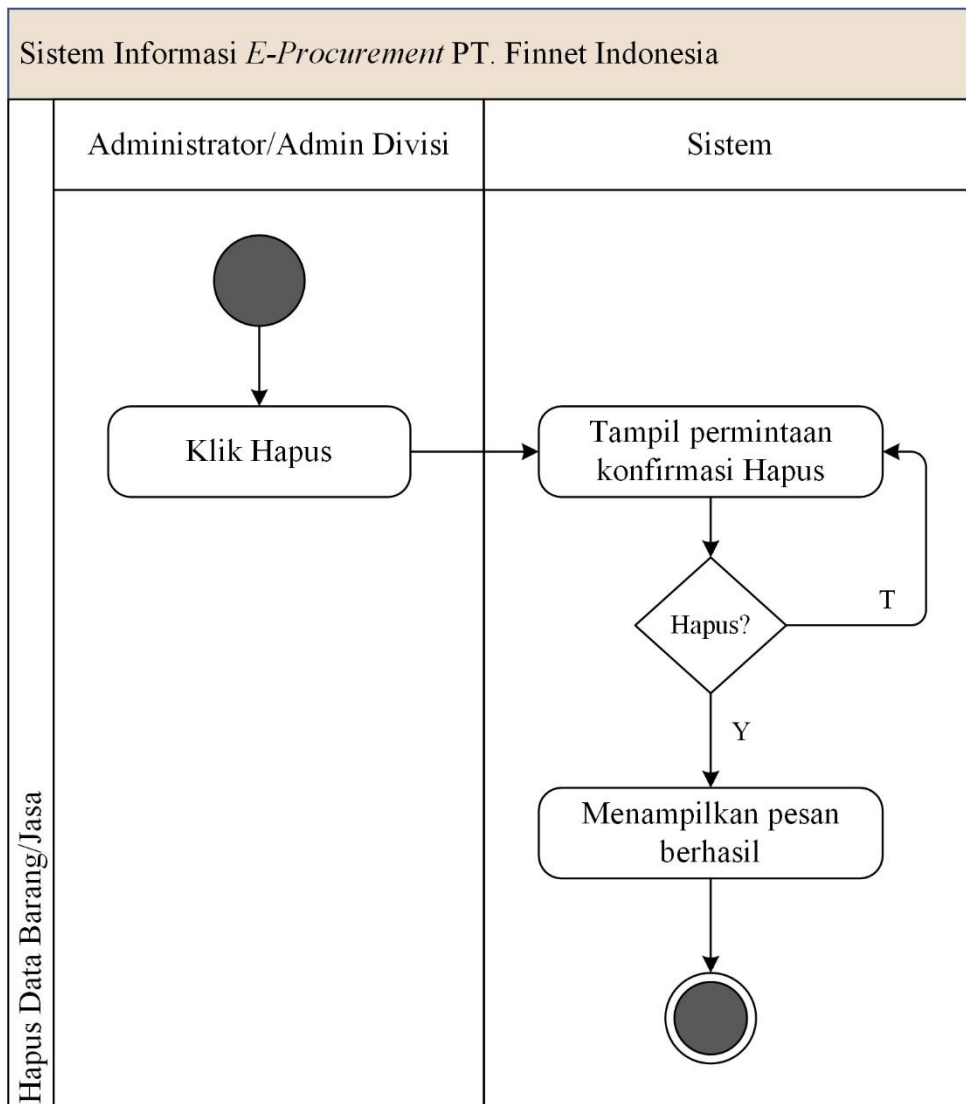 Sistem Informasi E-Procurement PT. Finnet Indonesia
Administrator/Admin Divisi
Sistem
Klik Hapus
Tampil permintaan
konfirmasi Hapus
Hapus?
T
Y
Menampilkan pesan
berhasil
Hapus Data Barang/Jasa